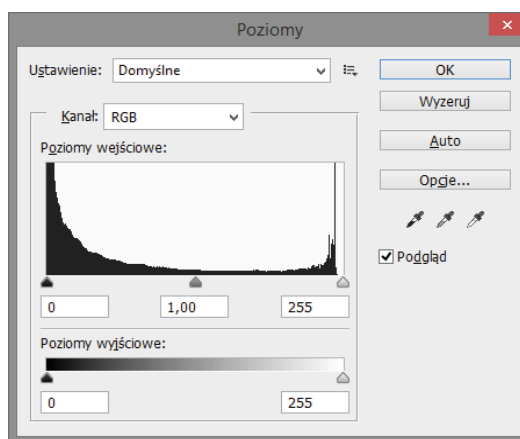 Poziomy
Ustawienie: Domyślne
OK
Wyzeruj
Kanał: RGB
Auto
Poziomy wejściowe:
Opcje...
Podgląd
0 1,00 255
Poziomy wyjściowe:
0 255